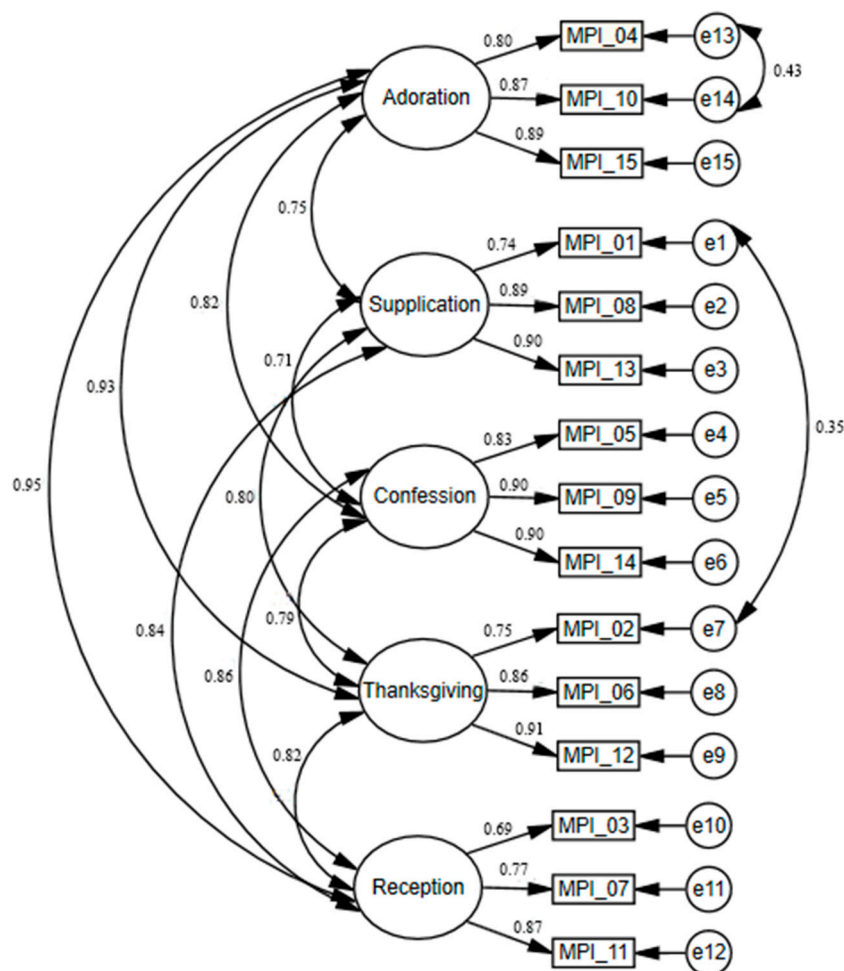 0.80
MPI_04
e13
0.43
Adoration
0.87
MPI_10
e14
0.89
MPI_15
e15
0.75
0.74
MPI_01
e1
Supplication
0.89
MPI_08
e2
0.82
0.90
MPI_13
e3
0.71
0.93
0.83
MPI_05
e4
0.35
0.95
0.80
Confession
0.90
MPI_09
e5
0.90
MPI_14
e6
0.79
0.84
0.75
MPI_02
e7
0.86
Thanksgiving
0.86
MPI_06
e8
0.82
0.91
MPI_12
e9
0.69
MPI_03
e10
Reception
0.77
MPI_07
e11
0.87
MPI_11
e12